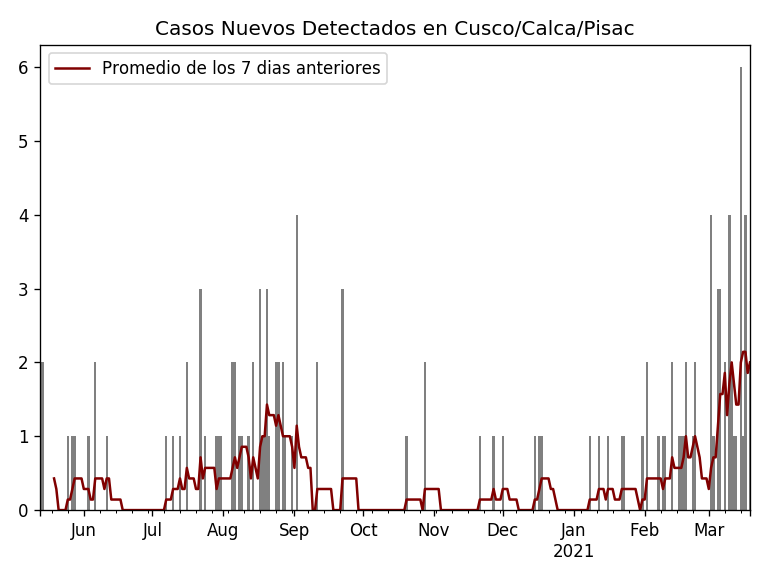 Casos Nuevos Detectados en Cusco/Calca/Pisac
Promedio de los 7 dias anteriores
6
5
4
3
2
1
0
Jun Jul Aug Sep Oct Nov Dec Jan Feb Mar
2021